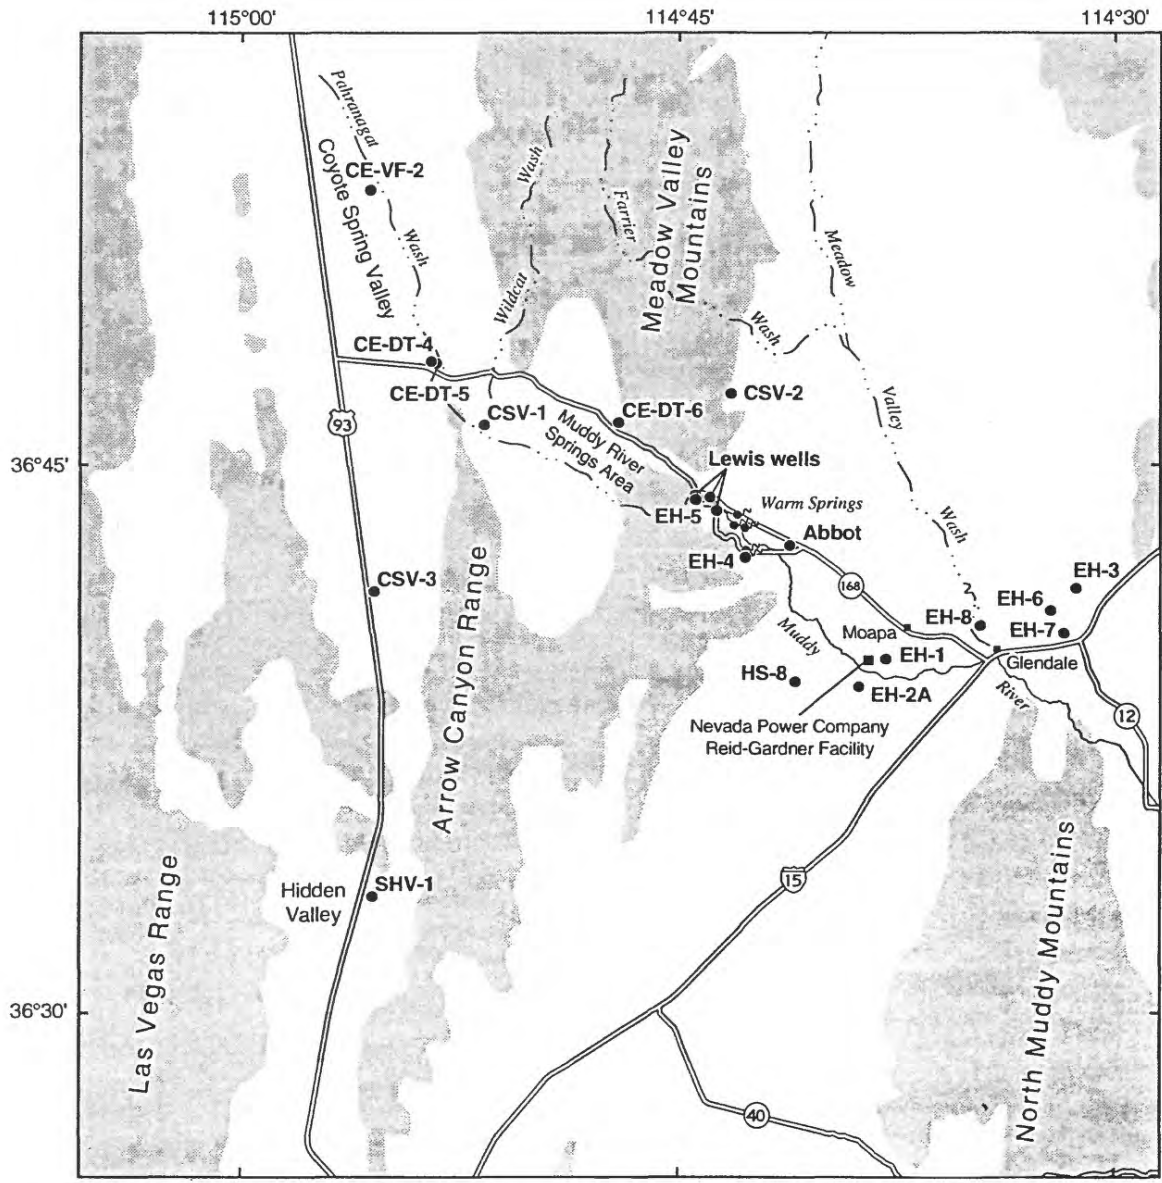 115°00'
114°45'
114°30'
Pahranagat
Coyote Spring Valley
CE-VF-2
Wash
Wash
Wildcat
Farrier
Wash
Meadow Valley
Mountains
Meadow
Valley
Wash
CE-DT-4
CE-DT-5
93
CSV-1
CE-DT-6
CSV-2
Muddy River
Springs Area
36°45'
Lewis wells
EH-5
Warm Springs
Abbot
EH-4
168
CSV-3
Arrow Canyon Range
Muddy
River
Moapa
EH-8
EH-6
EH-3
EH-7
Glendale
HS-8
EH-1
EH-2A
Nevada Power Company
Reid-Gardner Facility
12
15
Las Vegas Range
Hidden
Valley
SHV-1
North Muddy Mountains
36°30'
40